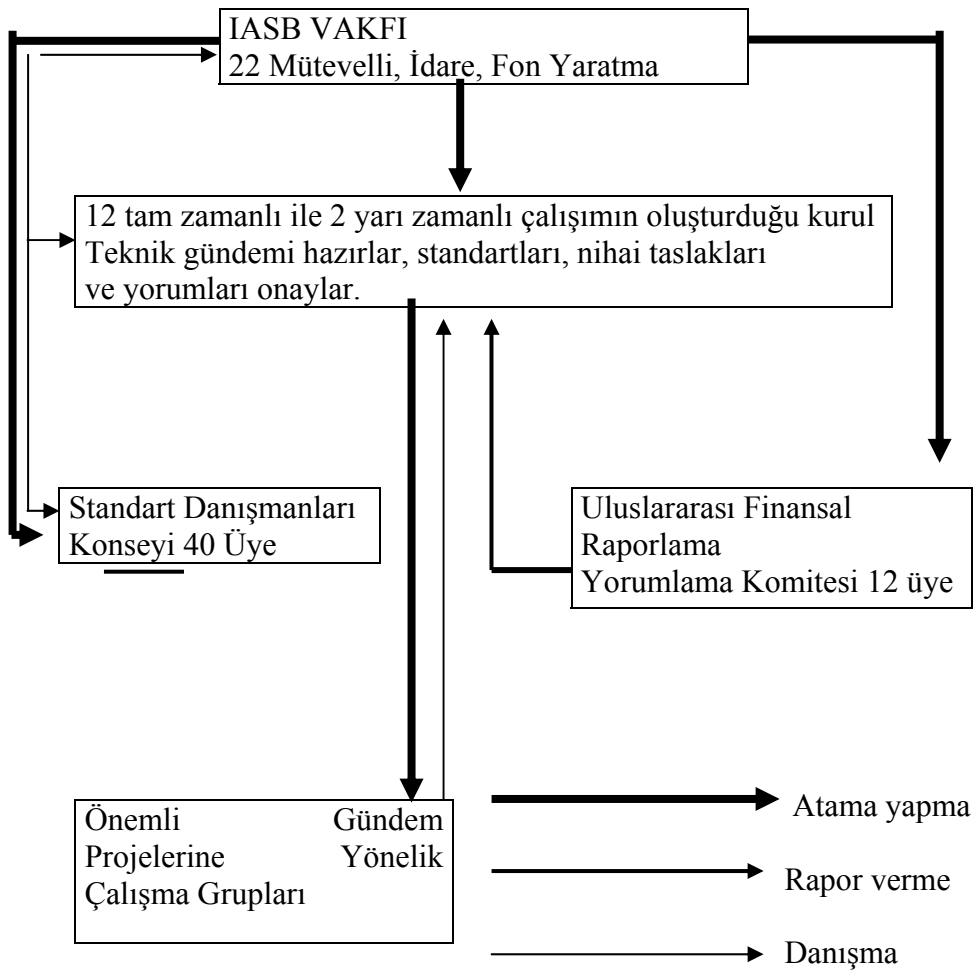 IASB VAKFI
22 Mütevelli, İdare, Fon Yaratma
12 tam zamanlı ile 2 yarı zamanlı çalışımın oluşturduğu kurul
Teknik gündemi hazırlar, standartları, nihai taslakları
ve yorumları onaylar.
Standart Danışmanları
Konseyi 40 Üye
Uluslararası Finansal
Raporlama
Yorumlama Komitesi 12 üye
Önemli Gündem
Projelerine Yönelik
Çalışma Grupları
Atama yapma
Rapor verme
Danışma